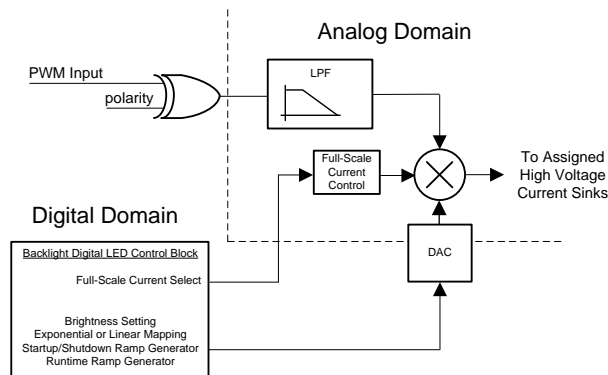 Analog Domain
PWM Input
polarity
LPF
Full-Scale
Current
Control
To Assigned
High Voltage
Current Sinks
Digital Domain
Backlight Digital LED Control Block
Full-Scale Current Select
DAC
Brightness Setting
Exponential or Linear Mapping
Startup/Shutdown Ramp Generator
Runtime Ramp Generator